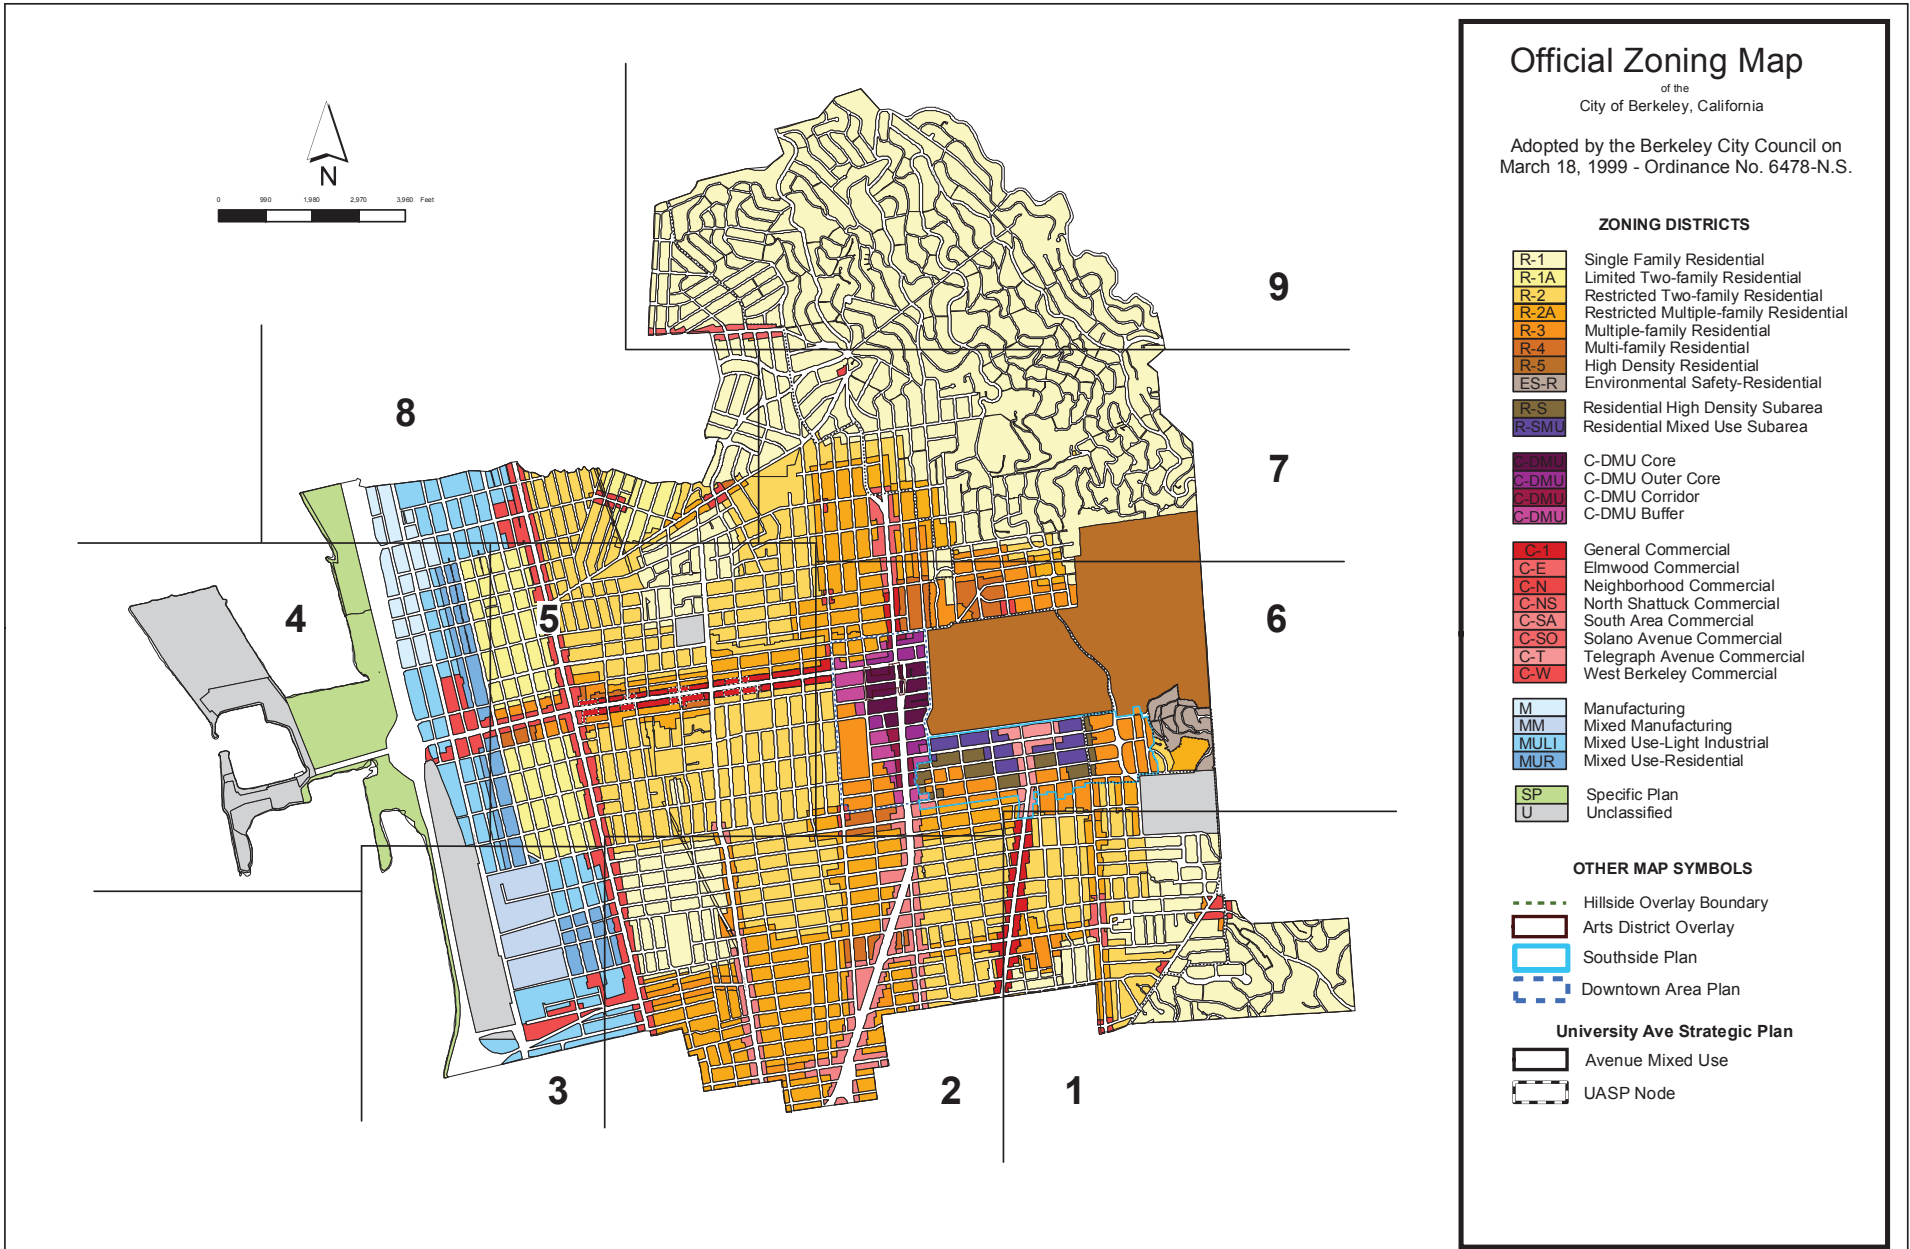 Official Zoning Map
of the
City of Berkeley, California
Adopted by the Berkeley City Council on
March 18, 1999 - Ordinance No. 6478-N.S.
ZONING DISTRICTS
R-1 Single Family Residential
R-1A Limited Two-family Residential
R-2 Restricted Two-family Residential
R-2A Restricted Multiple-family Residential
R-3 Multiple-family Residential
R-4 Multi-family Residential
R-5 High Density Residential
ES-R Environmental Safety-Residential
R-S Residential High Density Subarea
R-SMU Residential Mixed Use Subarea
C-DMU C-DMU Core
C-DMU C-DMU Outer Core
C-DMU C-DMU Corridor
C-DMU C-DMU Buffer
C-1 General Commercial
C-E Elmwood Commercial
C-N Neighborhood Commercial
C-NS North Shattuck Commercial
C-SA South Area Commercial
C-SO Solano Avenue Commercial
C-T Telegraph Avenue Commercial
C-W West Berkeley Commercial
M Manufacturing
MM Mixed Manufacturing
MULI Mixed Use-Light Industrial
MUR Mixed Use-Residential
SP Specific Plan
U Unclassified
OTHER MAP SYMBOLS
Hillside Overlay Boundary
Arts District Overlay
Southside Plan
Downtown Area Plan
University Ave Strategic Plan
Avenue Mixed Use
UASP Node
N
0 990 1,980 2,970 3,960 Feet
9
8
7
4
5
6
3
2
1